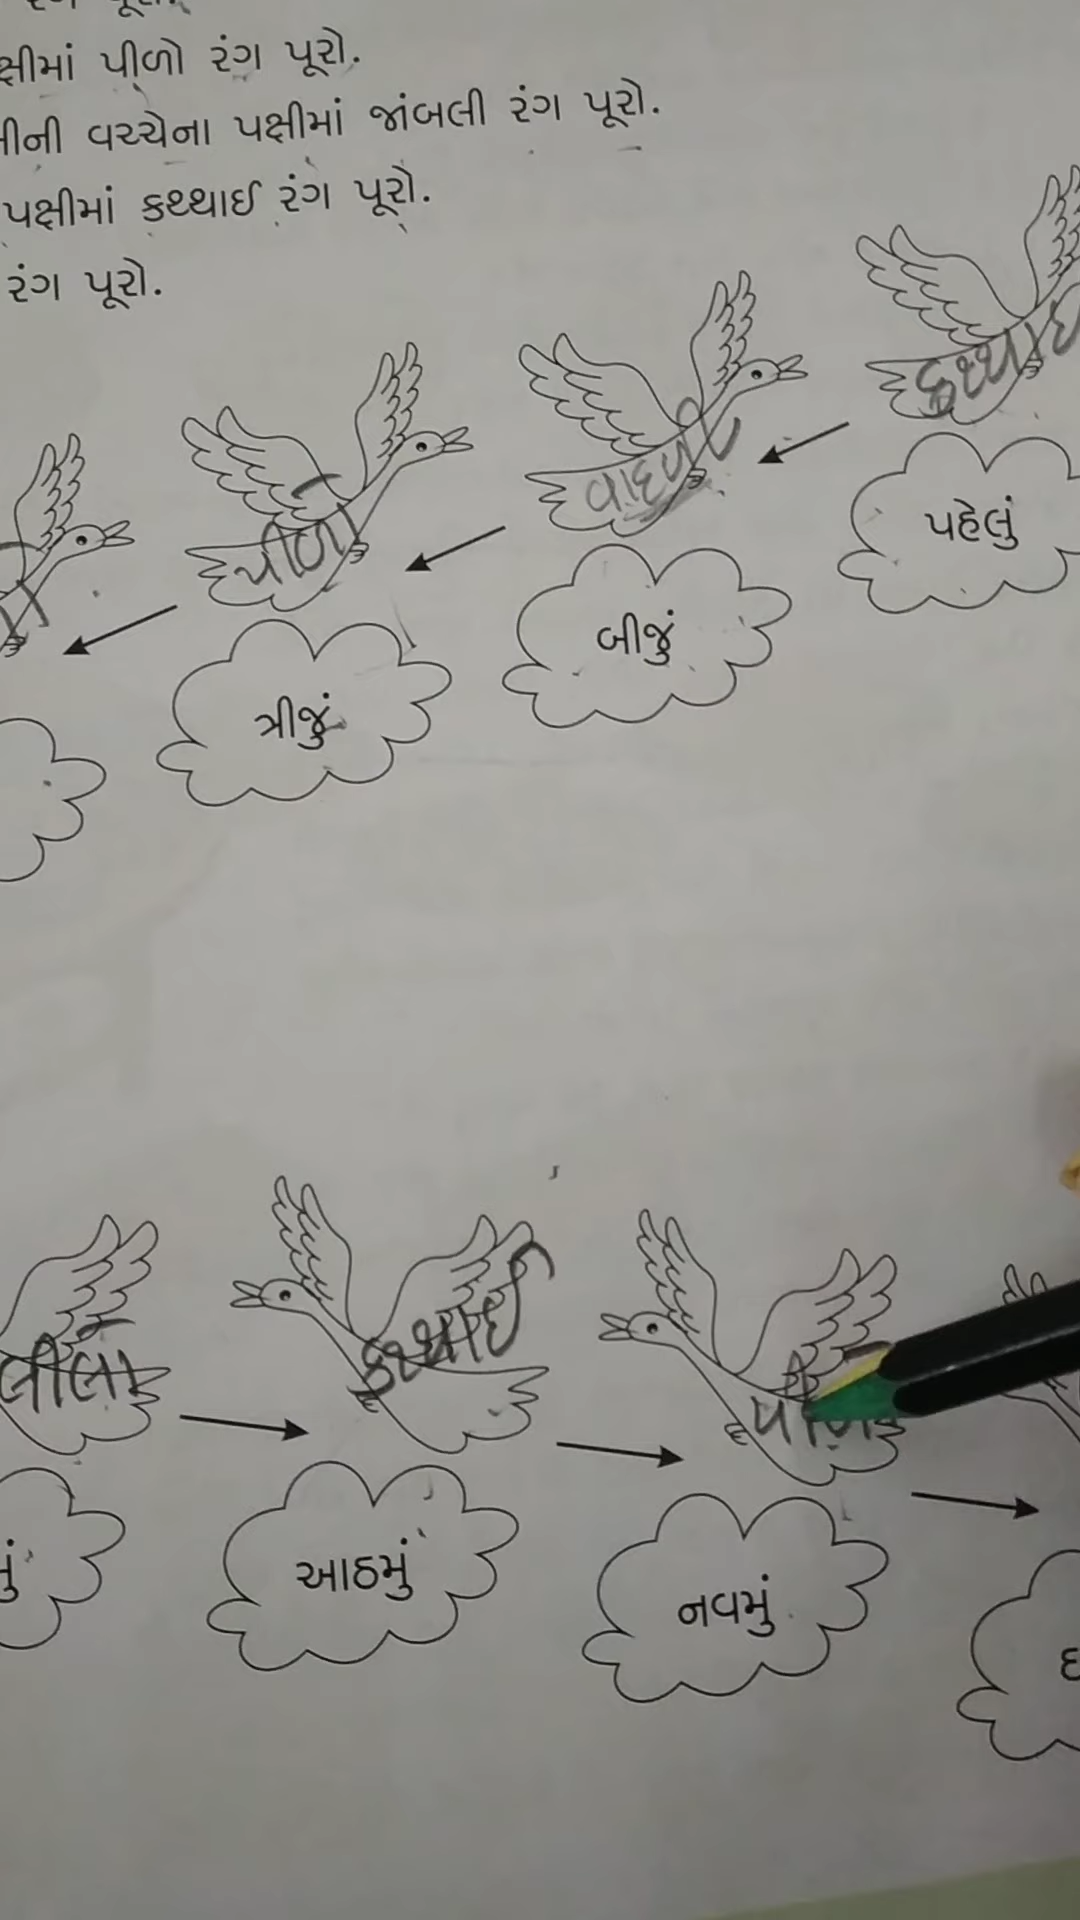 રંગ પૂરો.
ક્ષીમાં પીળો રંગ પૂરો.
ીની વચ્ચેના પક્ષીમાં જાંબલી રંગ પૂરો.
પક્ષીમાં કથ્થાઈ રંગ પૂરો.
રંગ પૂરો.
પીળો
વાદળી
કથ્થાઈ
ત્રીજું
બીજું
પહેલું
લીલો
કથ્થાઈ
આઠમું
નવમું